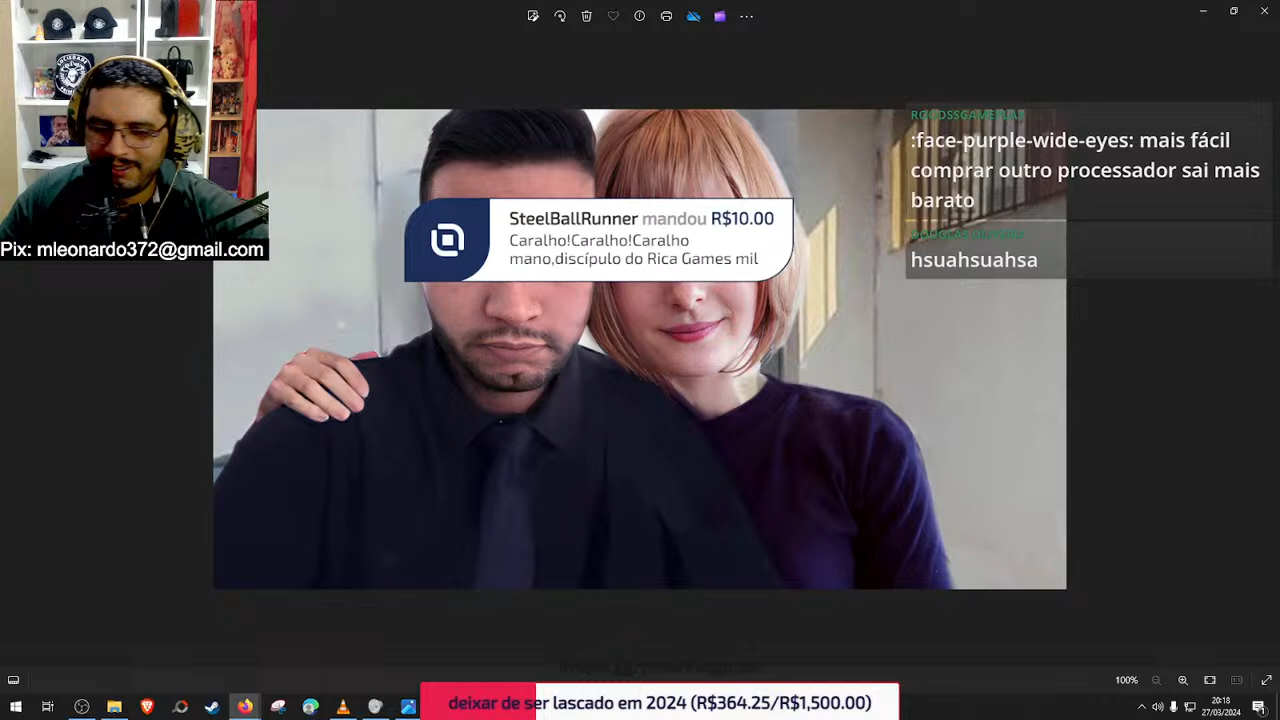 RGODSSGAMEPLAY
:face-purple-wide-eyes: mais fácil
comprar outro processador sai mais
barato
hsuahsuahsa
SteelBallRunner mandou R$10.00
Caralho!Caralho!Caralho
mano,discípulo do Rica Games mil
Pix: mleonardo372@gmail.com
100%
deixar de ser lascado em 2024 (R$364.25/R$1,500.00)
20:18
27/03/2024